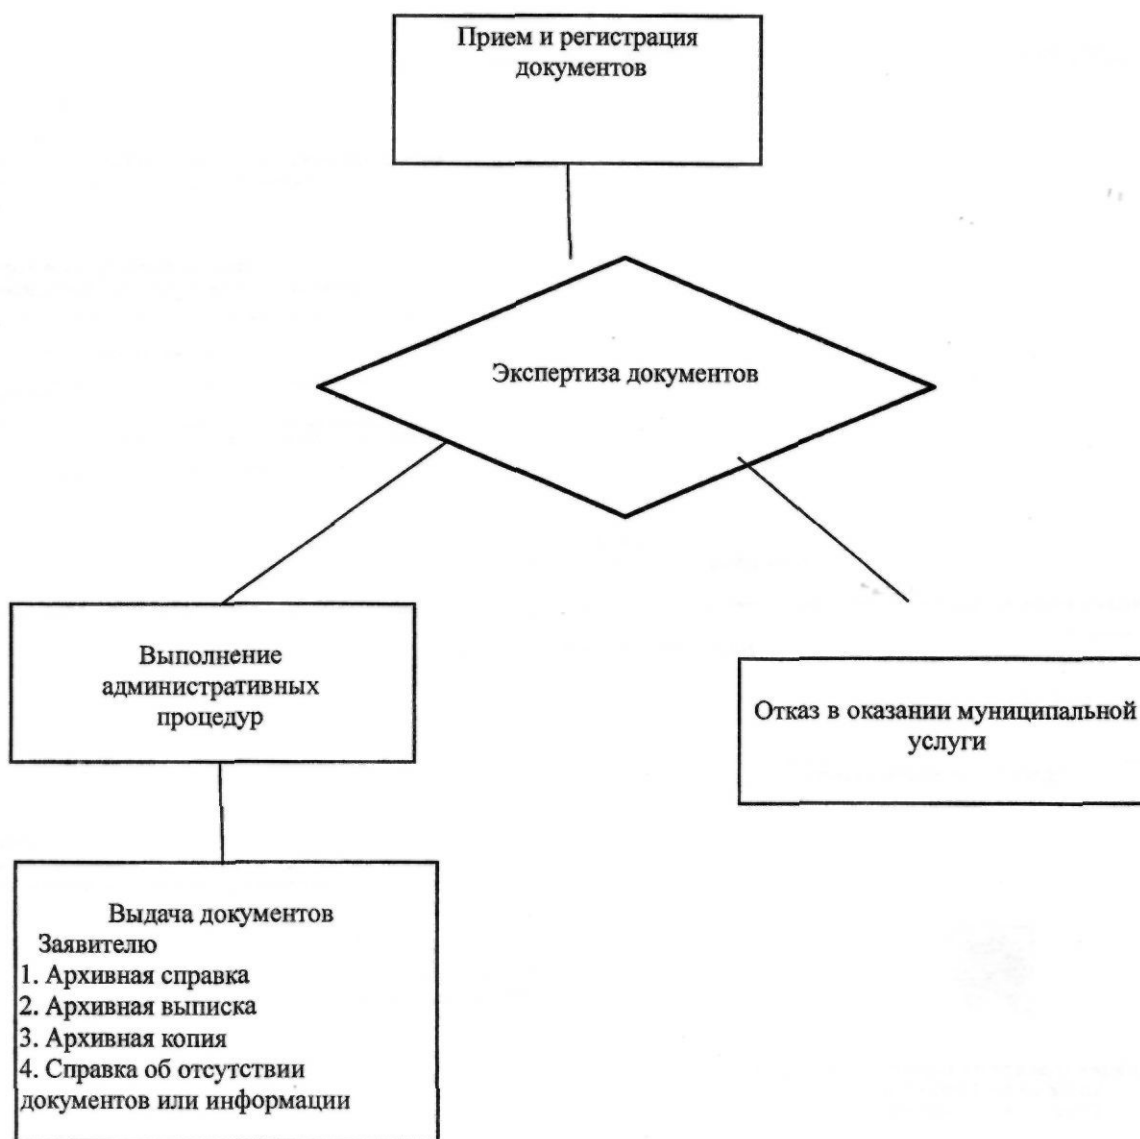 Прием и регистрация
документов
Экспертиза документов
Выполнение
административных
процедур
Отказ в оказании муниципальной
услуги
Выдача документов
Заявителю
1. Архивная справка
2. Архивная выписка
3. Архивная копия
4. Справка об отсутствии
документов или информации